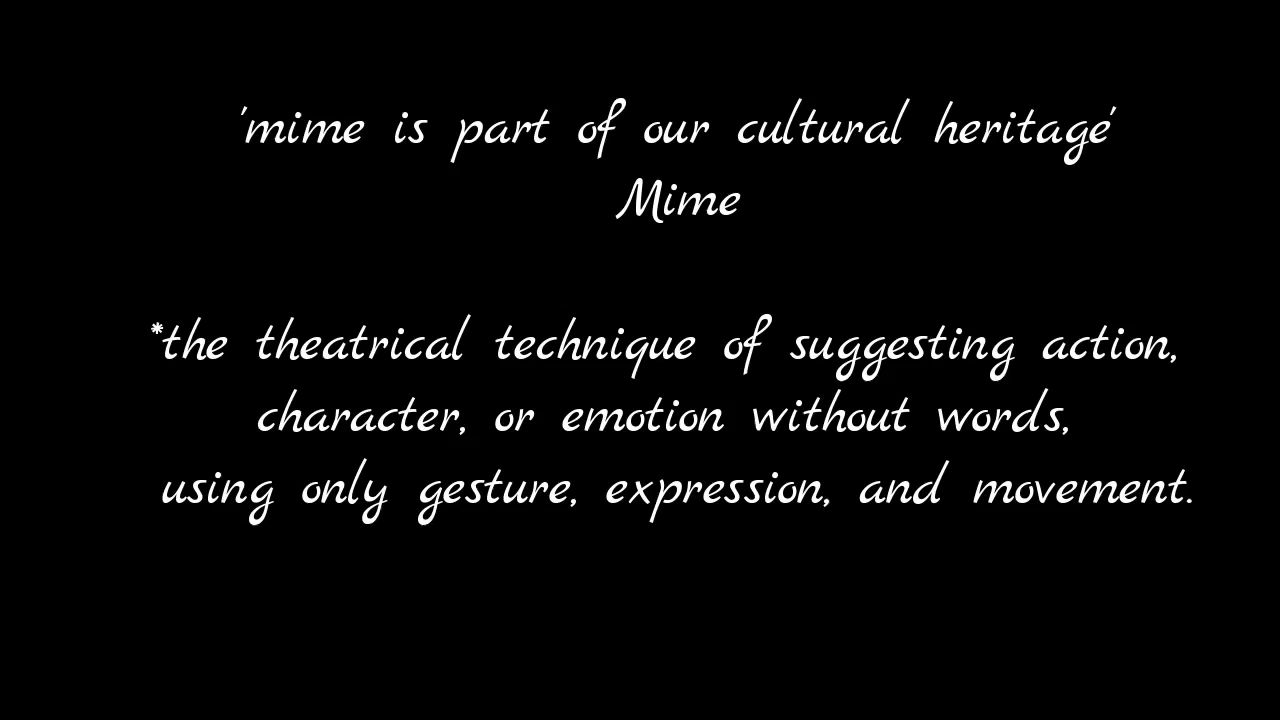 'mime is part of our cultural heritage'
Mime
*the theatrical technique of suggesting action,
character, or emotion without words,
using only gesture, expression, and movement.